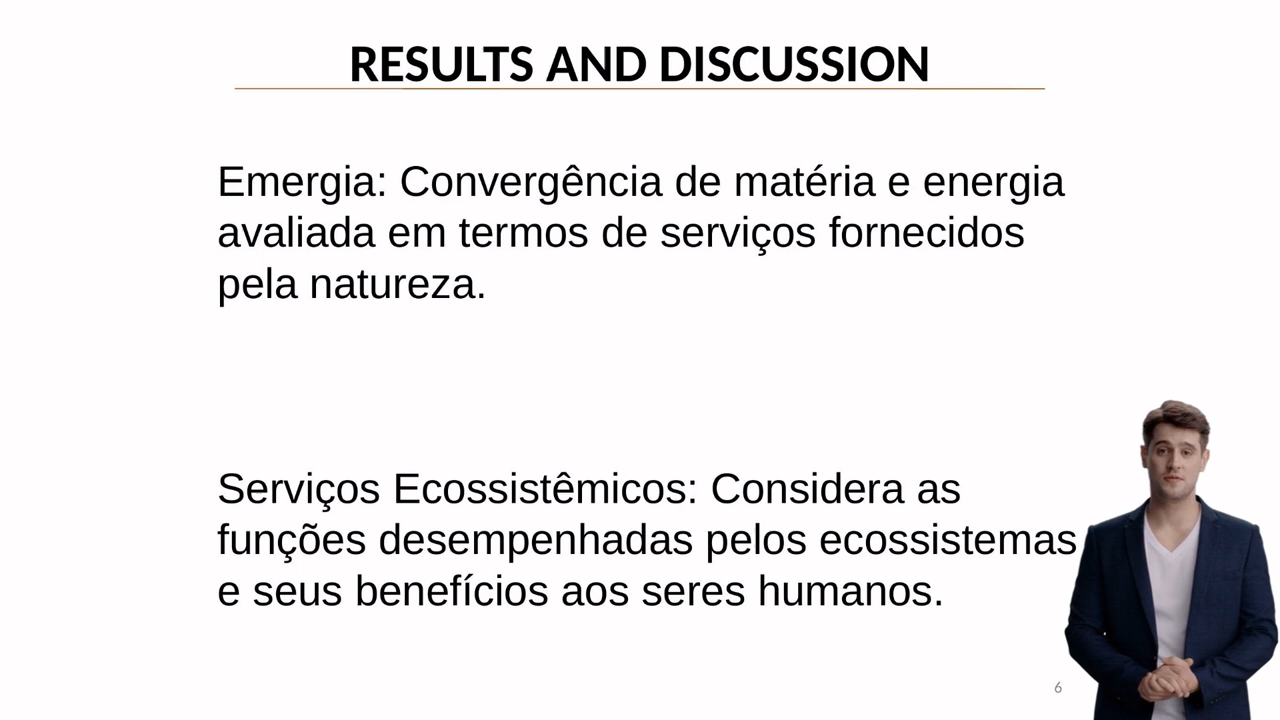 RESULTS AND DISCUSSION
Emergia: Convergência de matéria e energia
avaliada em termos de serviços fornecidos
pela natureza.
Serviços Ecossistêmicos: Considera as
funções desempenhadas pelos ecossistemas
e seus benefícios aos seres humanos.
6